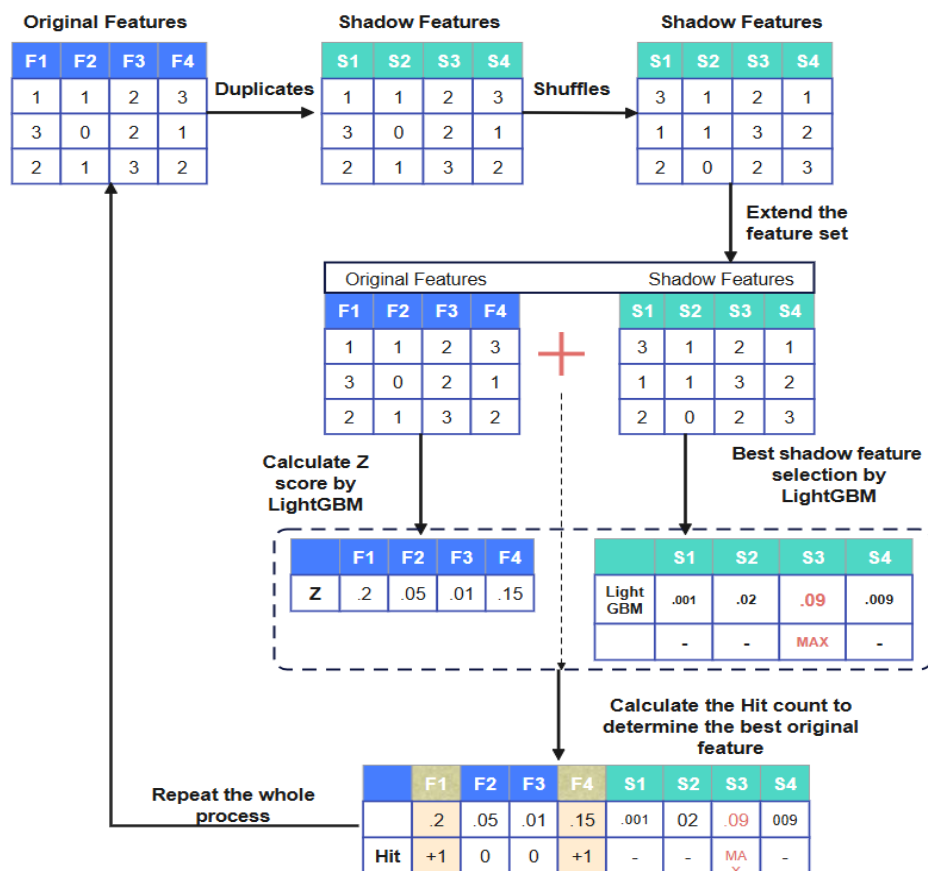 Original Features
Shadow Features
Shadow Features
F1 F2 F3 F4
1 1 2 3
3 0 2 1
2 1 3 2
Duplicates
S1 S2 S3 S4
1 1 2 3
3 0 2 1
2 1 3 2
Shuffles
S1 S2 S3 S4
3 1 2 1
1 1 3 2
2 0 2 3
Extend the
feature set
Original Features
Shadow Features
F1 F2 F3 F4
1 1 2 3
3 0 2 1
2 1 3 2
S1 S2 S3 S4
3 1 2 1
1 1 3 2
2 0 2 3
Calculate Z
score by
LightGBM
Best shadow feature
selection by
LightGBM
F1 F2 F3 F4
Z .2 .05 .01 .15
S1 S2 S3 S4
Light
GBM
.001 .02 .09 .009
- - MAX -
Calculate the Hit count to
determine the best original
feature
Repeat the whole
process
F1 F2 F3 F4 S1 S2 S3 S4
.2 .05 .01 .15 .001 02 .09 009
Hit +1 0 0 +1 - - MA -
X